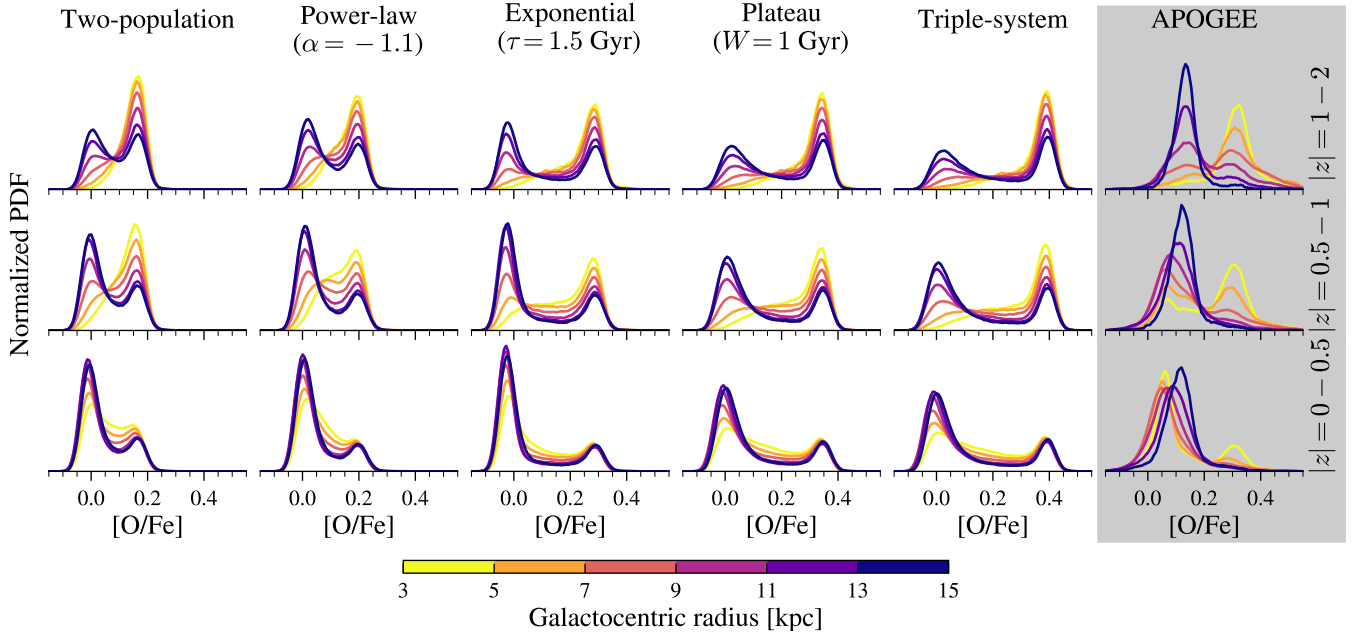 Two-population
Power-law
(α = −1.1)
Exponential
(τ = 1.5 Gyr)
Plateau
(W = 1 Gyr)
Triple-system
APOGEE
Normalized PDF
|z| = 1 − 2
|z| = 0.5 − 1
|z| = 0 − 0.5
0.0 0.2 0.4
[O/Fe]
0.0 0.2 0.4
[O/Fe]
0.0 0.2 0.4
[O/Fe]
0.0 0.2 0.4
[O/Fe]
0.0 0.2 0.4
[O/Fe]
0.0 0.2 0.4
[O/Fe]
3 5 7 9 11 13 15
Galactocentric radius [kpc]